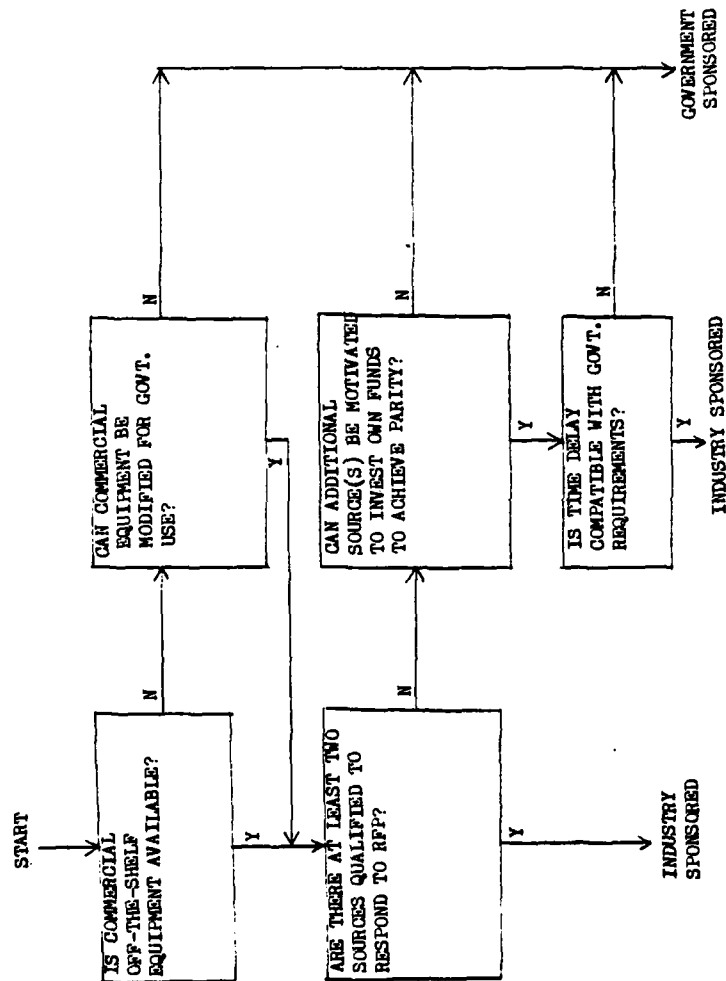 START
IS COMMERCIAL
OFF-THE-SHELF
EQUIPMENT AVAILABLE?
N
Y
CAN COMMERCIAL
EQUIPMENT BE
MODIFIED FOR GOVT.
USE?
N
Y
ARE THERE AT LEAST TWO
SOURCES QUALIFIED TO
RESPOND TO RFP?
N
Y
CAN ADDITIONAL
SOURCE(S) BE MOTIVATED
TO INVEST OWN FUNDS
TO ACHIEVE PARITY?
N
Y
IS TIME DELAY
COMPATIBLE WITH GOVT.
REQUIREMENTS?
N
Y
INDUSTRY
SPONSORED
INDUSTRY SPONSORED
GOVERNMENT
SPONSORED